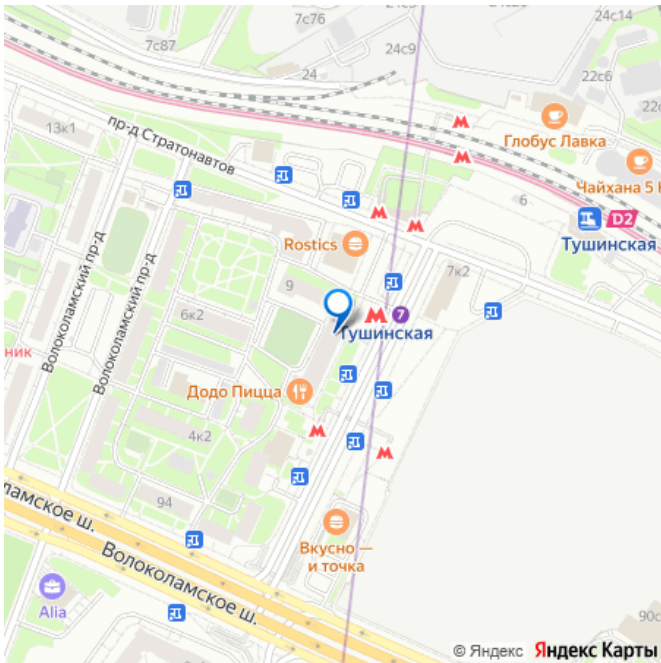 24с14
7с76
7с87
24с9
24
22с6
13к1
пр-д Стратонавтов
Глобус Лавка
Чайхана 5
6
D2
Тушинская
Rostics
7к2
9
Волоколамский пр-д
Волоколамский пр-д
6к2
7
Тушинская
ник
Додо Пицца
4к2
94
ламское ш.
Волоколамское ш.
Вкусно —
и точка
Alia
90с
© Яндекс Яндекс Карты